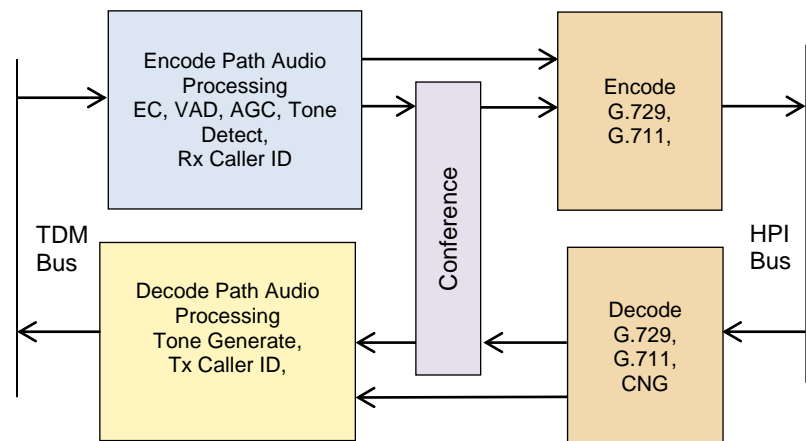 Encode Path Audio
Processing
EC, VAD, AGC, Tone
Detect,
Rx Caller ID
Encode
G.729,
G.711,
TDM
Bus
Conference
HPI
Bus
Decode Path Audio
Processing
Tone Generate,
Tx Caller ID,
Decode
G.729,
G.711,
CNG